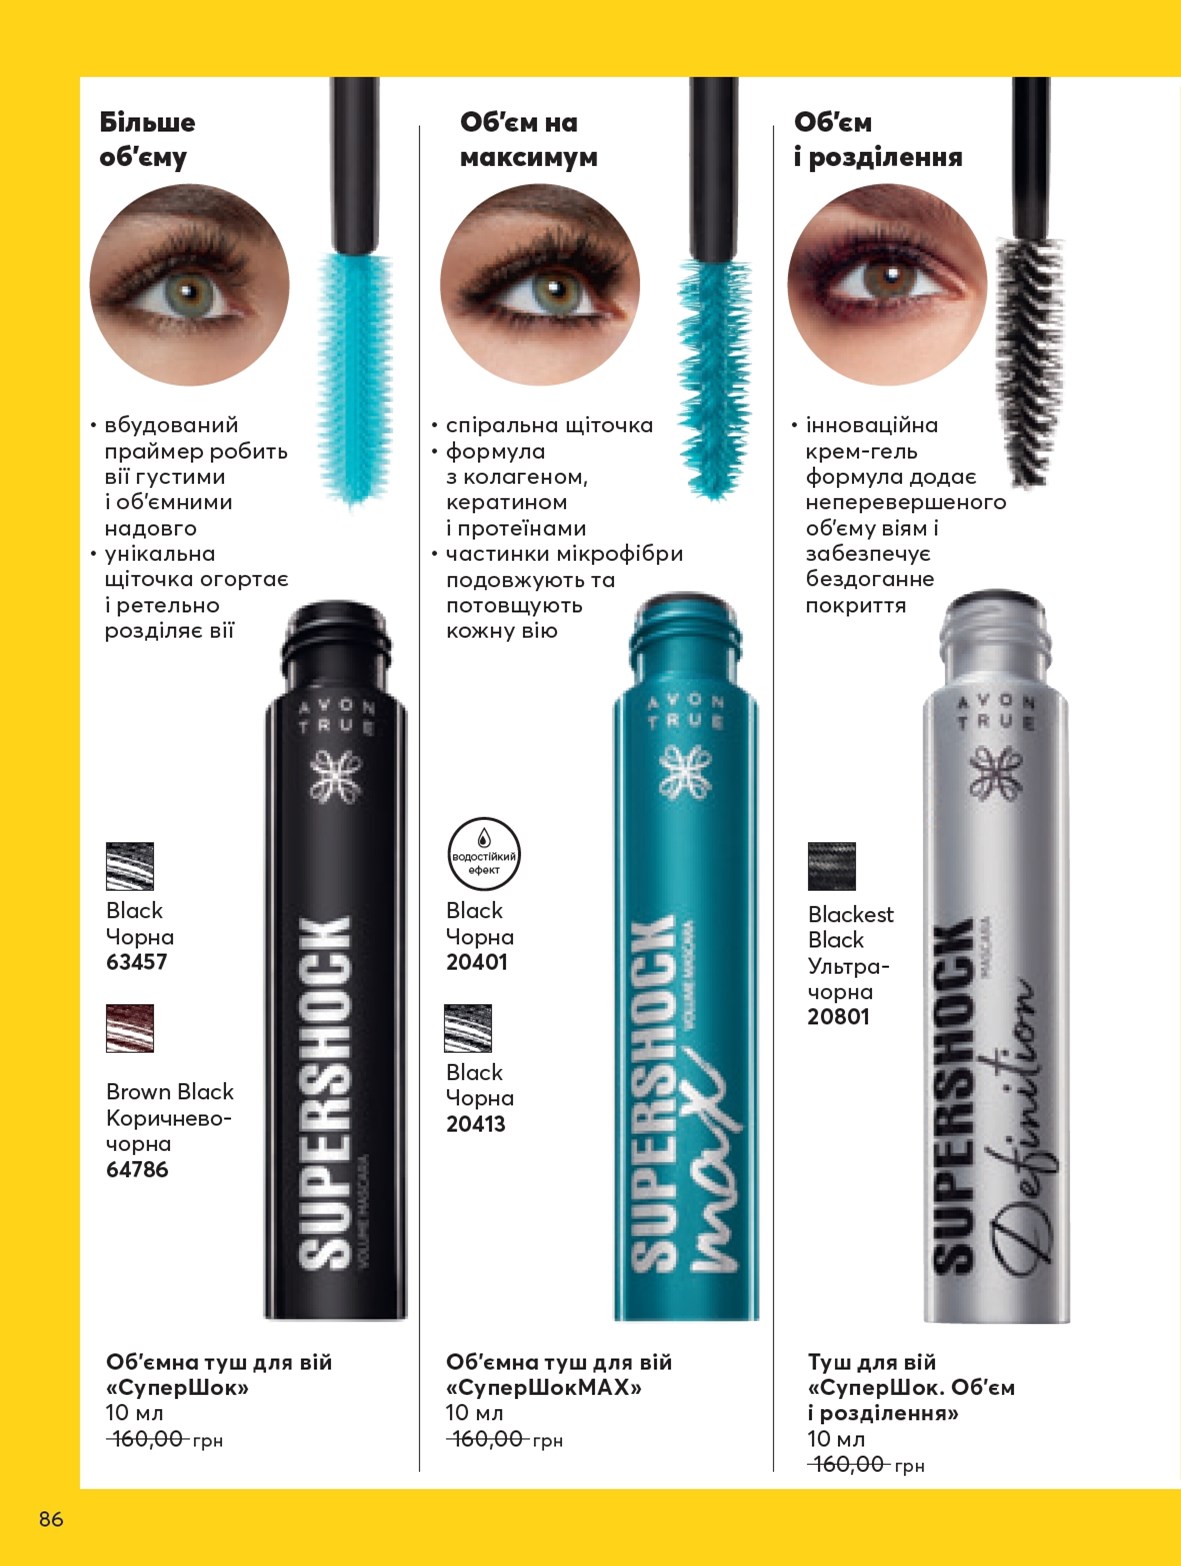 Більше
об'єму
• вбудований
праймер робить
вії густими
і об'ємними
надовго
• унікальна
щіточка огортає
і ретельно
розділяє вії
AVON
TRUE
SUPERSHOCK
VOLUME MASCARA
Black
Чорна
63457
Brown Black
Коричнево-
чорна
64786
Об'ємна туш для вій
«СуперШок»
10 мл
160,00 грн
Об'єм на
максимум
• спіральна щіточка
• формула
з колагеном,
кератином
і протеїнами
• частинки мікрофібри
подовжують та
потовщують
кожну вію
AVON
TRUE
SUPERSHOCK
VOLUME MASCARA
max
водостійкий
ефект
Black
Чорна
20401
Black
Чорна
20413
Об'ємна туш для вій
«СуперШокMAX»
10 мл
160,00 грн
Об'єм
і розділення
• інноваційна
крем-гель
формула додає
неперевершеного
об'єму віям і
забезпечує
бездоганне
покриття
AVON
TRUE
SUPERSHOCK
MASCARA
Definition
Blackest
Black
Ультра-
чорна
20801
Туш для вій
«СуперШок. Об'єм
і розділення»
10 мл
160,00 грн
86